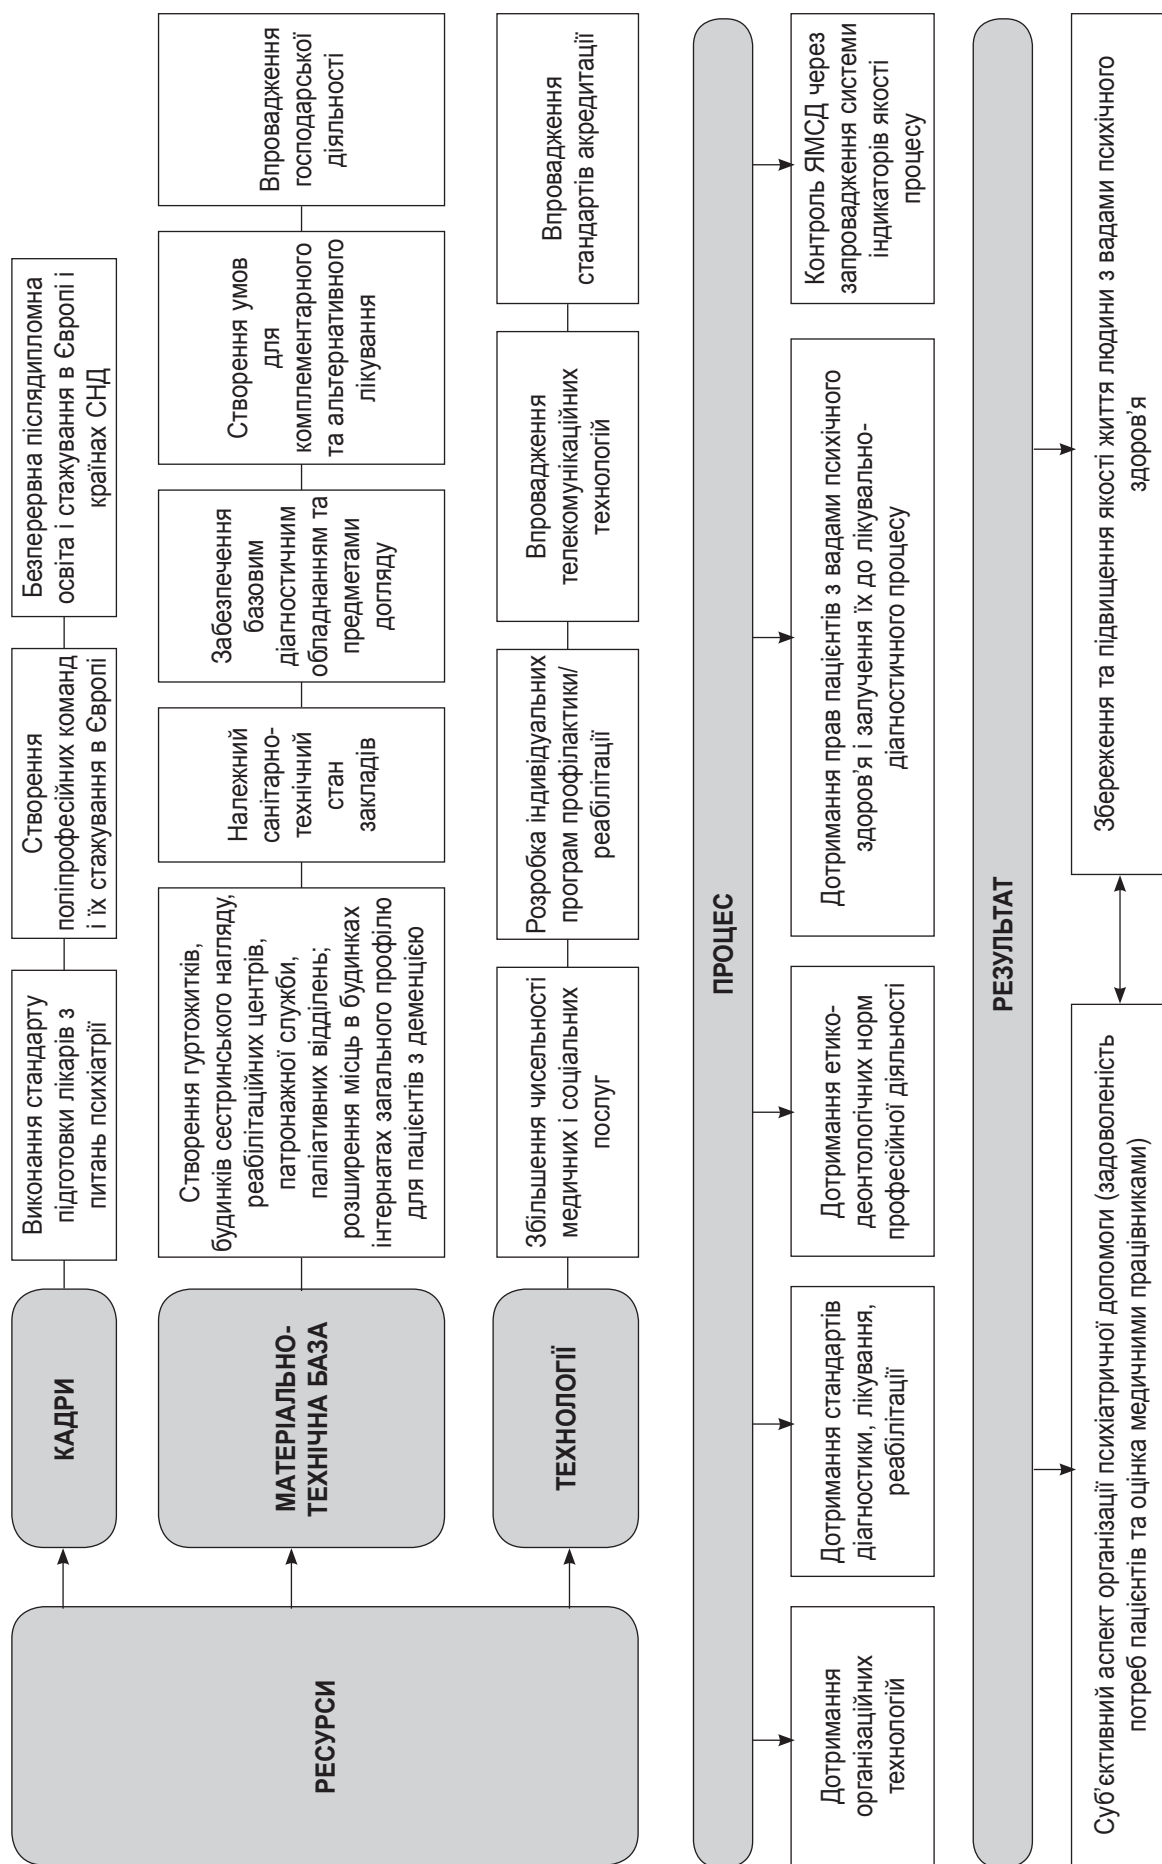 РЕСУРСИ
КАДРИ
Виконання стандарту
підготовки лікарів з
питань психіатрії
Створення
поліпрофесійних команд
і їх стажування в Європі
Безперервна післядипломна
освіта і стажування в Європі і
країнах СНД
МАТЕРІАЛЬНО-
ТЕХНІЧНА БАЗА
Створення гуртожитків,
будинків сестринського нагляду,
реабілітаційних центрів,
патронажної служби,
паліативних відділень;
розширення місць в будинках
інтернатах загального профілю
для пацієнтів з деменцією
Належний
санітарно-
технічний
стан
закладів
Забезпечення
базовим
діагностичним
обладнанням та
предметами
догляду
Створення умов
для
комплементарного
та альтернативного
лікування
Впровадження
господарської
діяльності
ТЕХНОЛОГІЇ
Збільшення чисельності
медичних і соціальних
послуг
Розробка індивідуальних
програм профілактики/
реабілітації
Впровадження
телекомунікаційних
технологій
Впровадження
стандартів акредитації
ПРОЦЕС
Дотримання
організаційних
технологій
Дотримання стандартів
діагностики, лікування,
реабілітації
Дотримання етико-
деонтологічних норм
професійної діяльності
Дотримання прав пацієнтів з вадами психічного
здоров’я і залучення їх до лікувально-
діагностичного процесу
Контроль ЯМСД через
запровадження системи
індикаторів якості
процесу
РЕЗУЛЬТАТ
Суб’єктивний аспект організації психіатричної допомоги (задоволеність
потреб пацієнтів та оцінка медичними працівниками)
Збереження та підвищення якості життя людини з вадами психічного
здоров’я